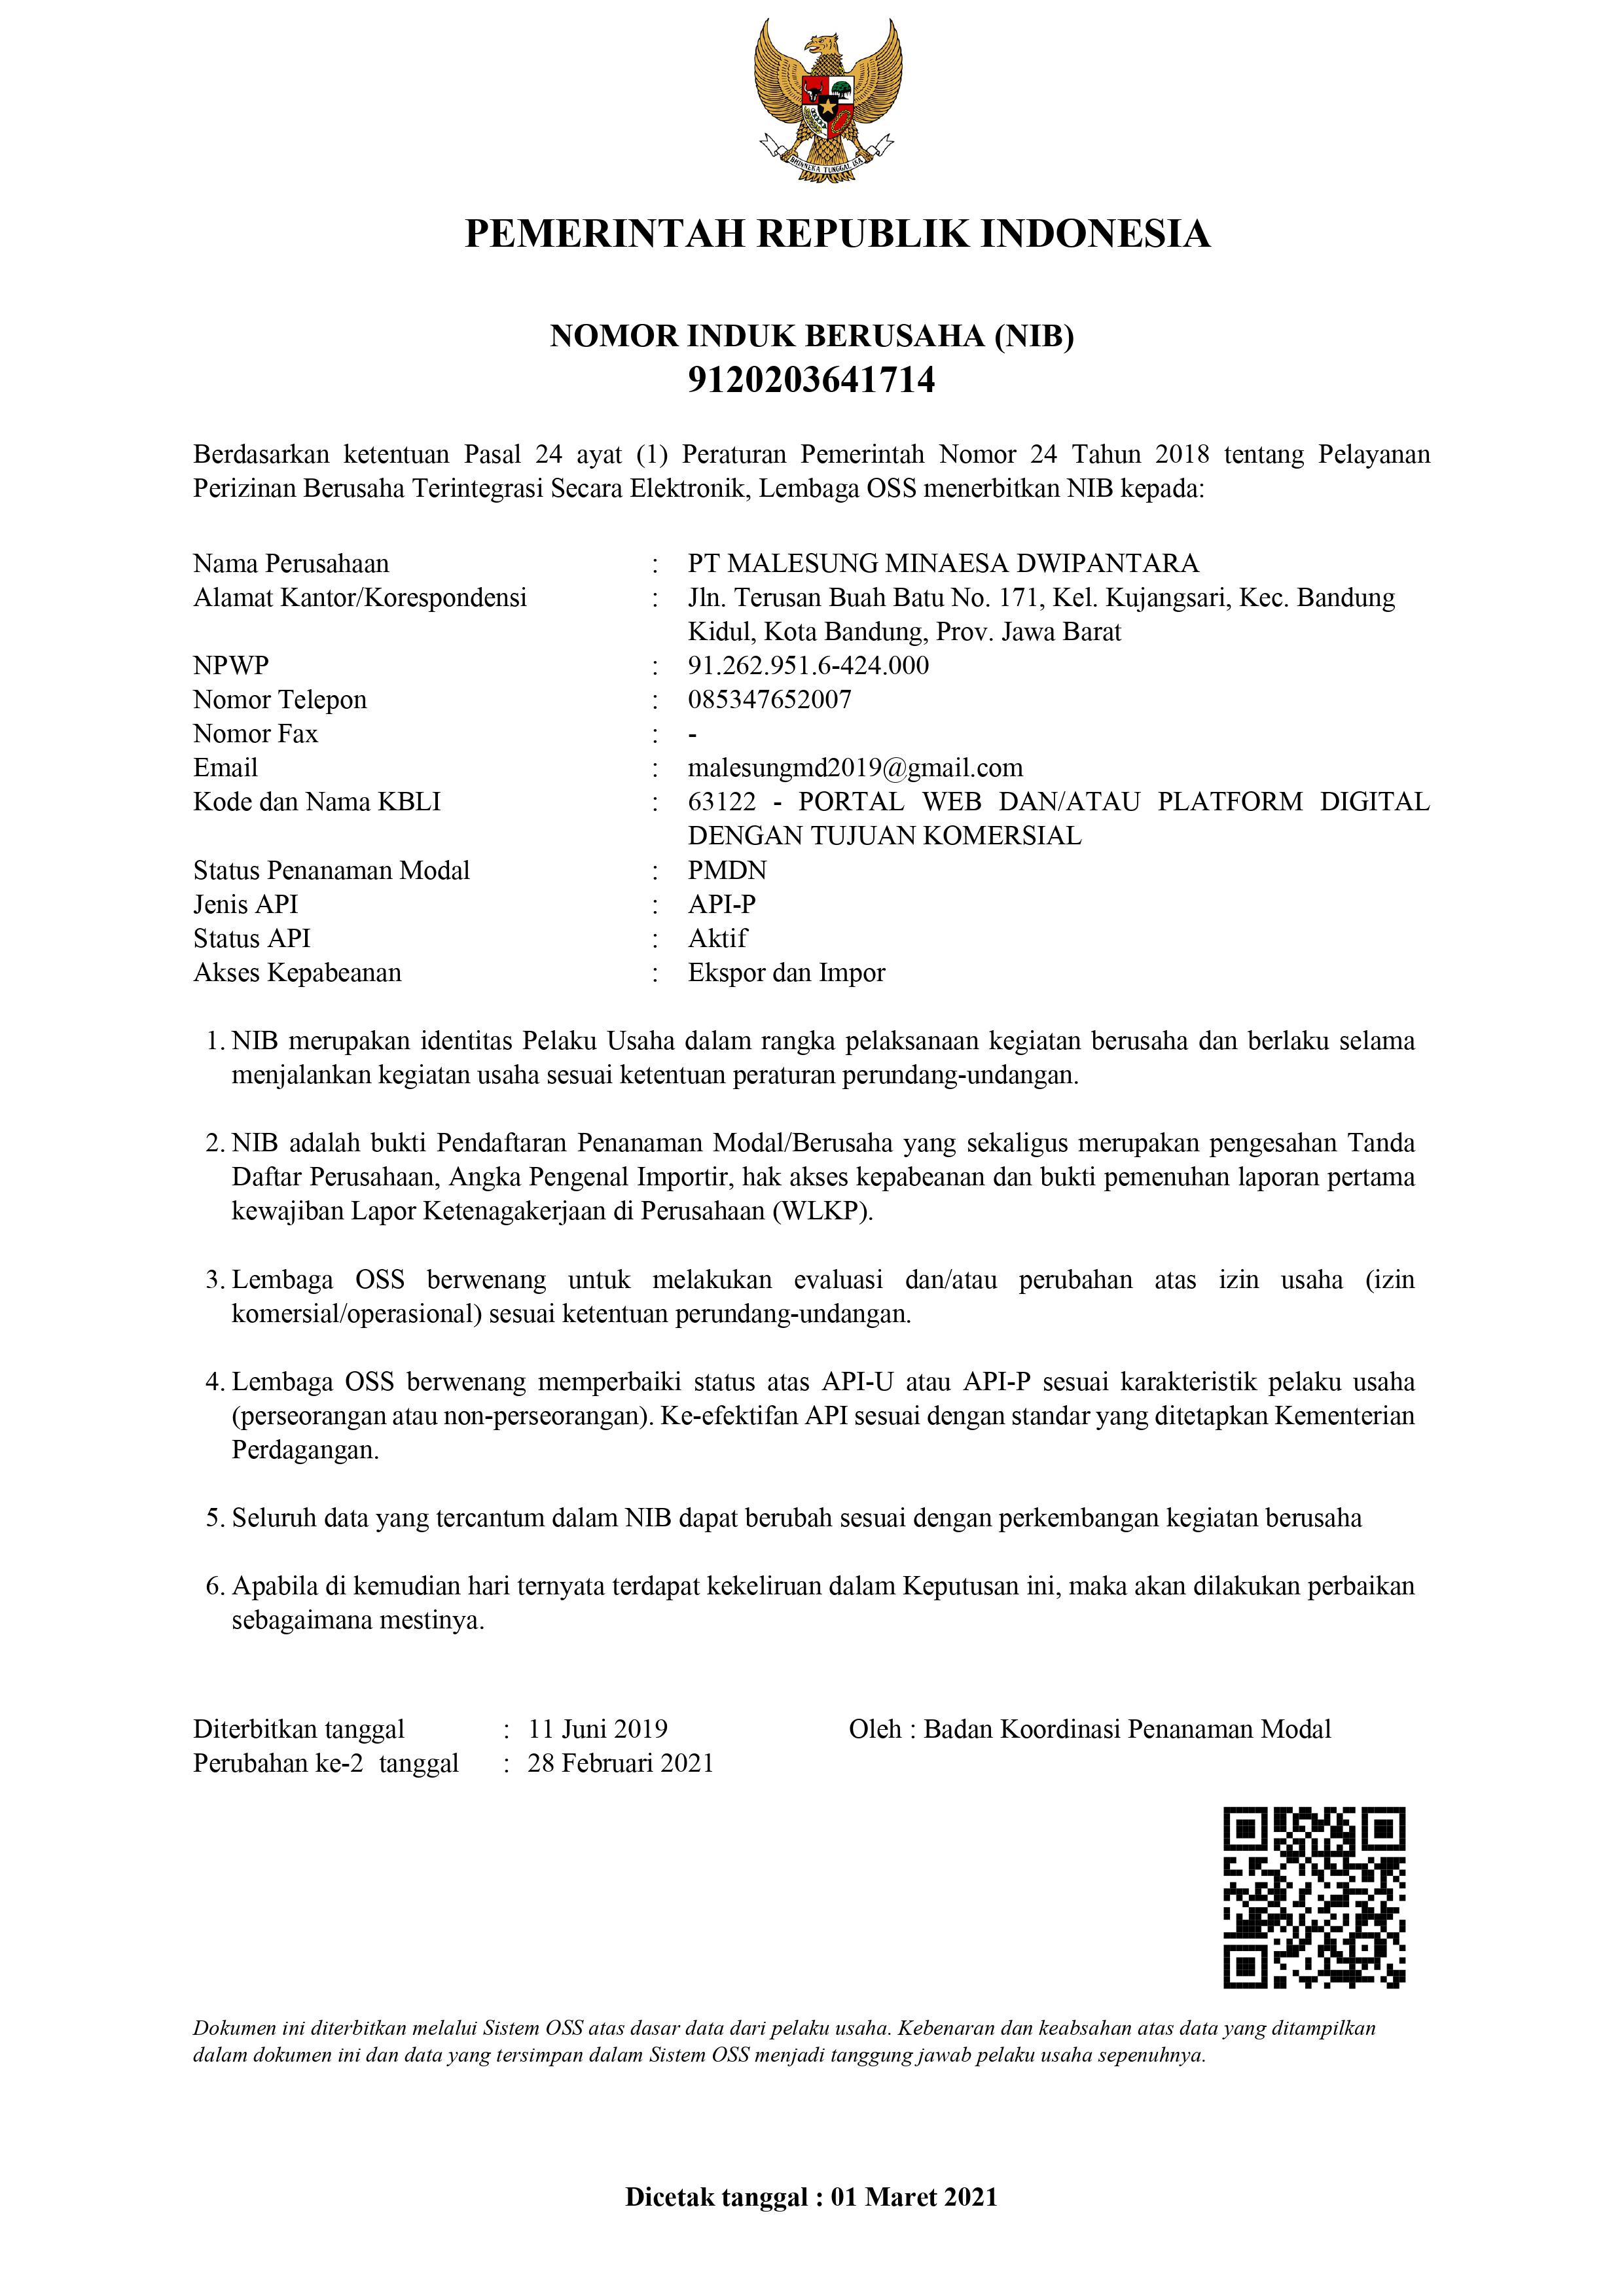 BHINNEKA TUNGGAL IKA
PEMERINTAH REPUBLIK INDONESIA
NOMOR INDUK BERUSAHA (NIB)
9120203641714
Berdasarkan ketentuan Pasal 24 ayat (1) Peraturan Pemerintah Nomor 24 Tahun 2018 tentang Pelayanan
Perizinan Berusaha Terintegrasi Secara Elektronik, Lembaga OSS menerbitkan NIB kepada:
Nama Perusahaan : PT MALESUNG MINAESA DWIPANTARA
Alamat Kantor/Korespondensi : Jln. Terusan Buah Batu No. 171, Kel. Kujangsari, Kec. Bandung
Kidul, Kota Bandung, Prov. Jawa Barat
NPWP : 91.262.951.6-424.000
Nomor Telepon : 085347652007
Nomor Fax : -
Email : malesungmd2019@gmail.com
Kode dan Nama KBLI : 63122 - PORTAL WEB DAN/ATAU PLATFORM DIGITAL
DENGAN TUJUAN KOMERSIAL
Status Penanaman Modal : PMDN
Jenis API : API-P
Status API : Aktif
Akses Kepabeanan : Ekspor dan Impor
1. NIB merupakan identitas Pelaku Usaha dalam rangka pelaksanaan kegiatan berusaha dan berlaku selama
menjalankan kegiatan usaha sesuai ketentuan peraturan perundang-undangan.
2. NIB adalah bukti Pendaftaran Penanaman Modal/Berusaha yang sekaligus merupakan pengesahan Tanda
Daftar Perusahaan, Angka Pengenal Importir, hak akses kepabeanan dan bukti pemenuhan laporan pertama
kewajiban Lapor Ketenagakerjaan di Perusahaan (WLKP).
3. Lembaga OSS berwenang untuk melakukan evaluasi dan/atau perubahan atas izin usaha (izin
komersial/operasional) sesuai ketentuan perundang-undangan.
4. Lembaga OSS berwenang memperbaiki status atas API-U atau API-P sesuai karakteristik pelaku usaha
(perseorangan atau non-perseorangan). Ke-efektifan API sesuai dengan standar yang ditetapkan Kementerian
Perdagangan.
5. Seluruh data yang tercantum dalam NIB dapat berubah sesuai dengan perkembangan kegiatan berusaha
6. Apabila di kemudian hari ternyata terdapat kekeliruan dalam Keputusan ini, maka akan dilakukan perbaikan
sebagaimana mestinya.
Diterbitkan tanggal : 11 Juni 2019 Oleh : Badan Koordinasi Penanaman Modal
Perubahan ke-2 tanggal : 28 Februari 2021
Dokumen ini diterbitkan melalui Sistem OSS atas dasar data dari pelaku usaha. Kebenaran dan keabsahan atas data yang ditampilkan
dalam dokumen ini dan data yang tersimpan dalam Sistem OSS menjadi tanggung jawab pelaku usaha sepenuhnya.
Dicetak tanggal : 01 Maret 2021